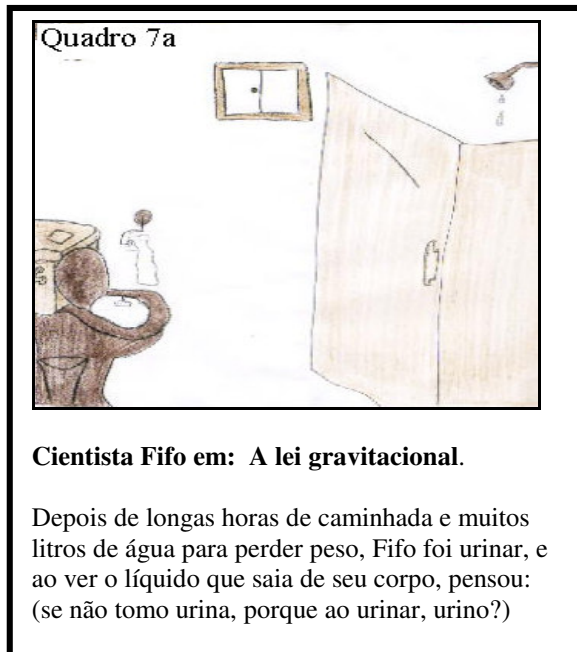 Quadro 7a
Cientista Fifo em: A lei gravitacional.
Depois de longas horas de caminhada e muitos
litros de água para perder peso, Fifo foi urinar, e
ao ver o líquido que saia de seu corpo, pensou:
(se não tomo urina, porque ao urinar, urino?)